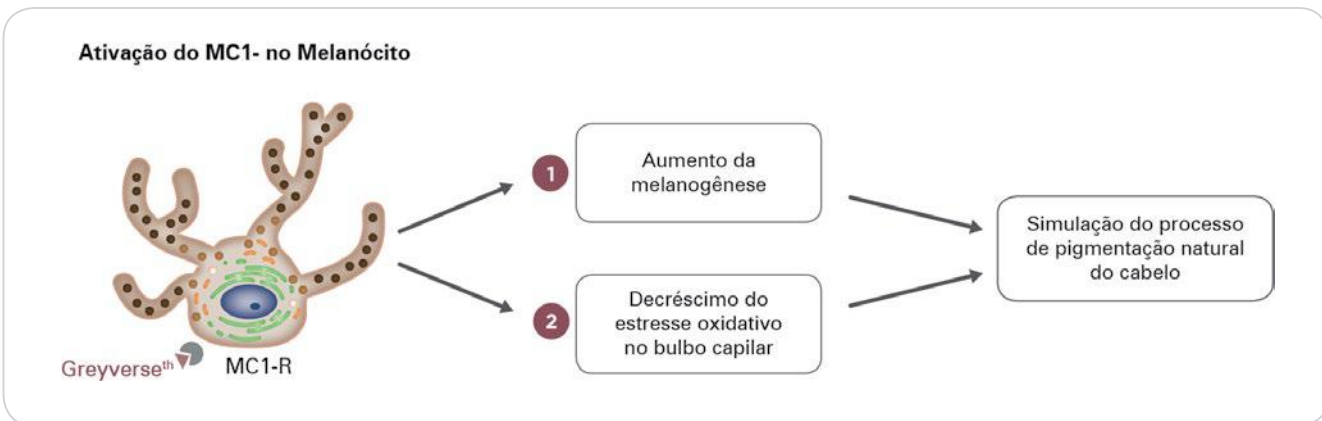 Ativação do MC1- no Melanócito
Greyverseth
MC1-R
1
Aumento da
melanogênese
2
Decréscimo do
estresse oxidativo
no bulbo capilar
Simulação do processo
de pigmentação natural
do cabelo